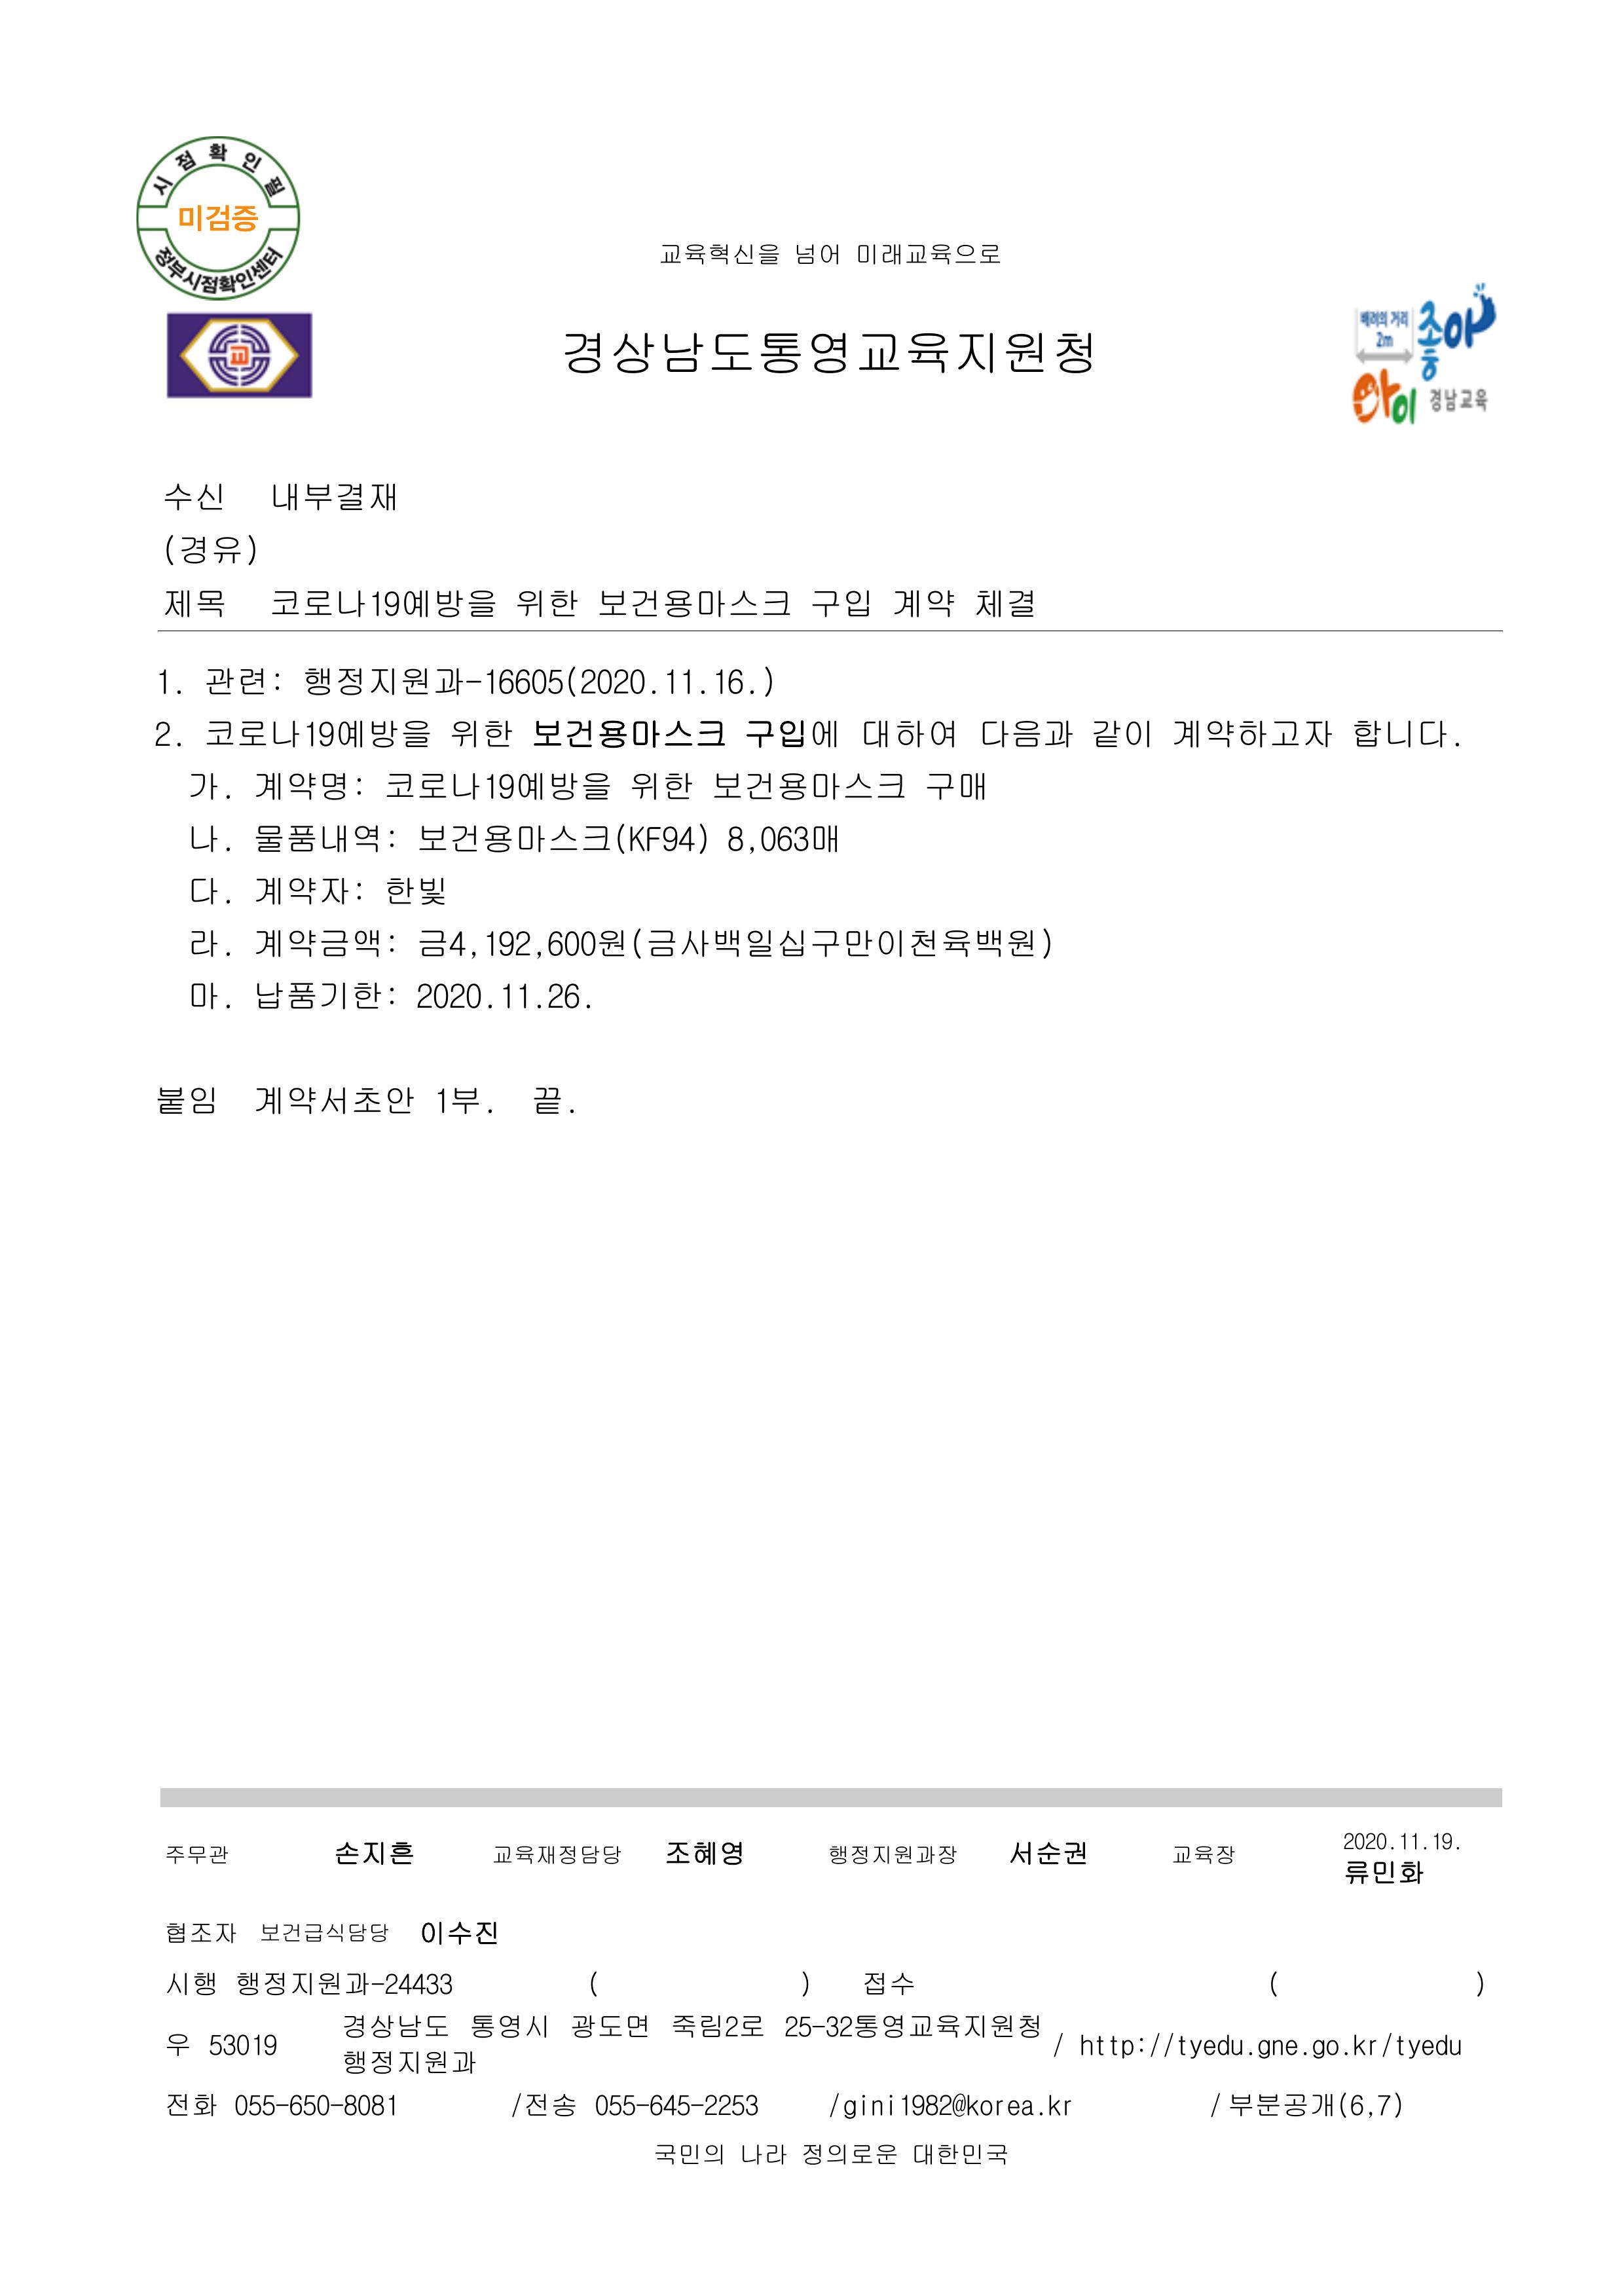 시점확인필
미검증
정부시점확인센터
교육혁신을 넘어 미래교육으로
교
경상남도통영교육지원청
배려의 거리
2m
좋아
아이
경남교육
수신 내부결재
(경유)
제목 코로나19예방을 위한 보건용마스크 구입 계약 체결
1. 관련: 행정지원과-16605(2020.11.16.)
2. 코로나19예방을 위한 보건용마스크 구입에 대하여 다음과 같이 계약하고자 합니다.
가. 계약명: 코로나19예방을 위한 보건용마스크 구매
나. 물품내역: 보건용마스크(KF94) 8,063매
다. 계약자: 한빛
라. 계약금액: 금4,192,600원(금사백일십구만이천육백원)
마. 납품기한: 2020.11.26.
붙임 계약서초안 1부. 끝.
주무관 손지흔 교육재정담당 조혜영 행정지원과장 서순권 교육장 2020.11.19.
류민화
협조자 보건급식담당 이수진
시행 행정지원과-24433 ( ) 접수 ( )
우 53019 경상남도 통영시 광도면 죽림2로 25-32통영교육지원청 행정지원과 / http://tyedu.gne.go.kr/tyedu
전화 055-650-8081 /전송 055-645-2253 /gini1982@korea.kr / 부분공개(6,7)
국민의 나라 정의로운 대한민국